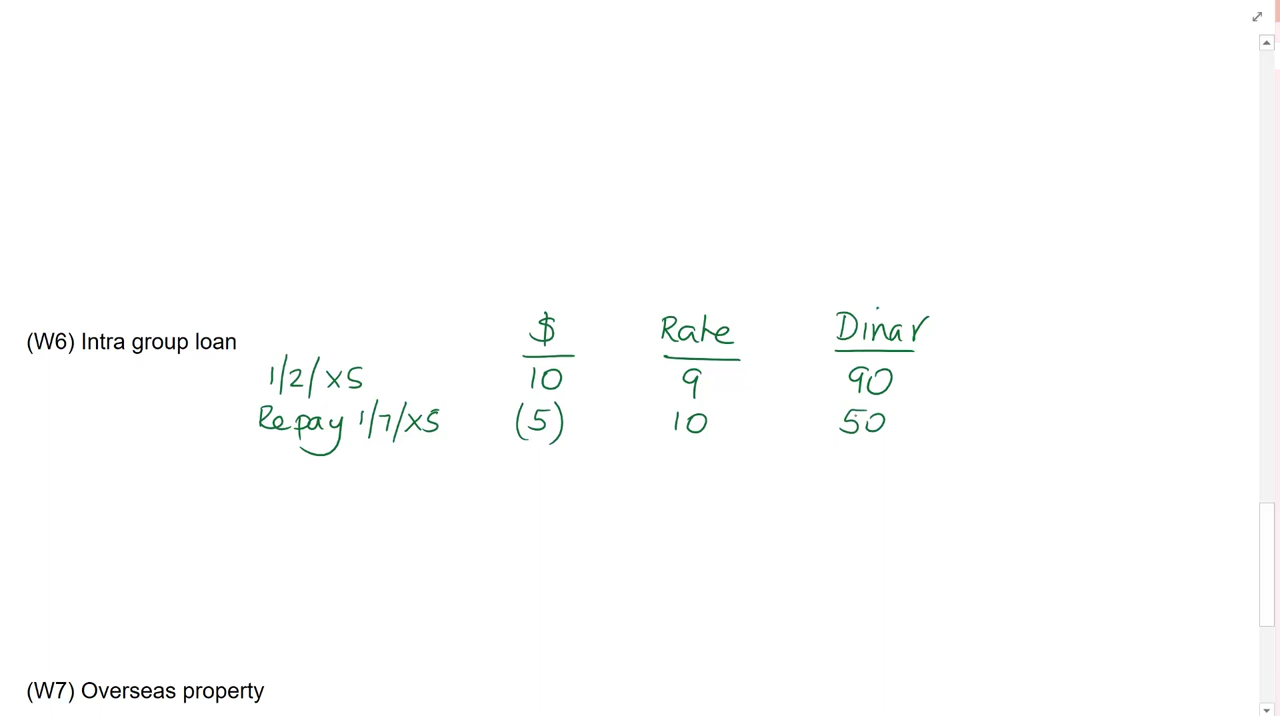 (W6) Intra group loan $ Rate Dinar
1/2/X5 10 9 90
Repay 1/7/X5 (5) 10 50
(W7) Overseas property